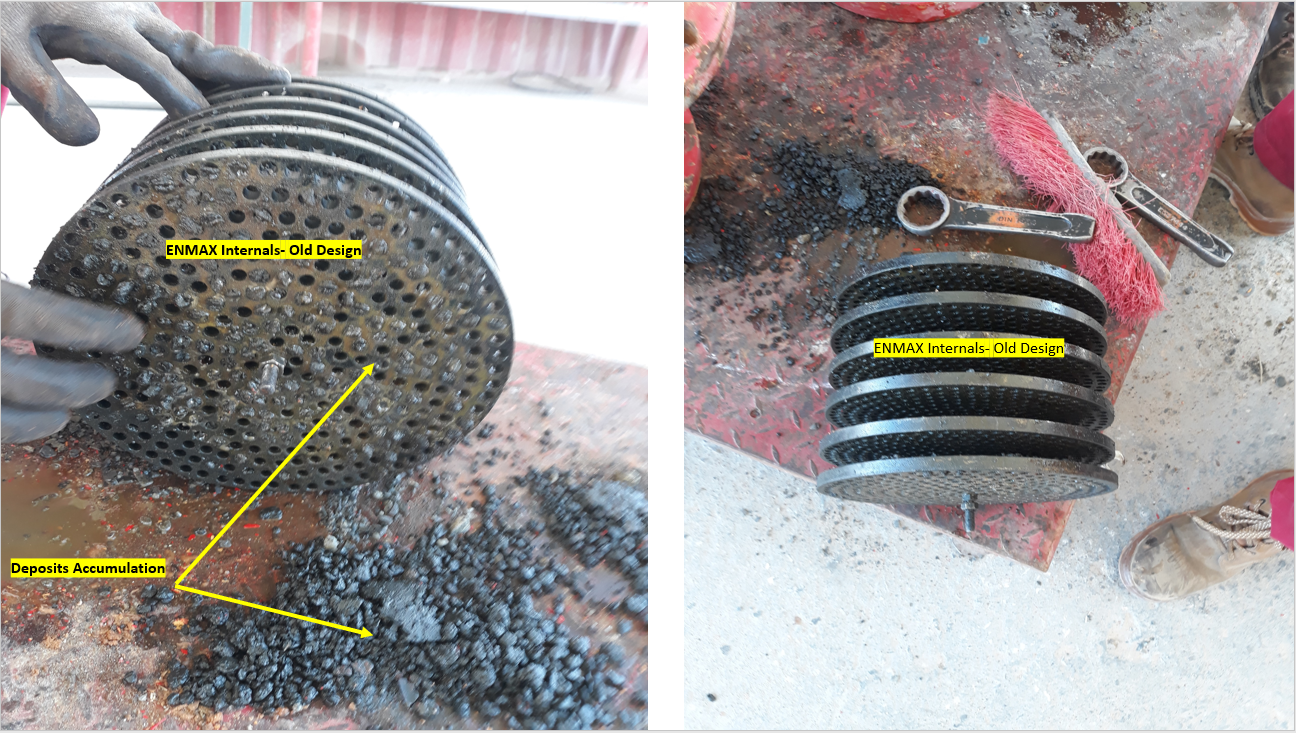 ENMAX Internals- Old Design
Deposits Accumulation
ENMAX Internals- Old Design